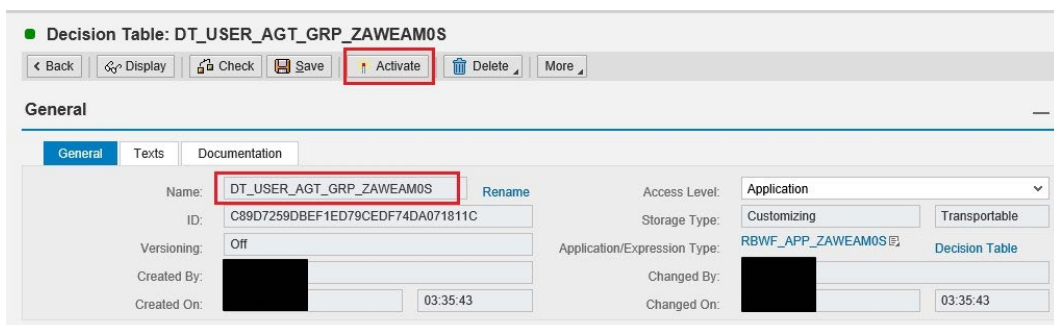 Decision Table: DT_USER_AGT_GRP_ZAWEAM0S
< Back Display Check Save Activate Delete More
General
General Texts Documentation
Name: DT_USER_AGT_GRP_ZAWEAM0S Rename Access Level: Application
ID: C89D7259DBEF1ED79CEDF74DA071811C Storage Type: Customizing Transportable
Versioning: Off Application/Expression Type: RBWF_APP_ZAWEAM0S Decision Table
Created By: Changed By:
Created On: 03:35:43 Changed On: 03:35:43